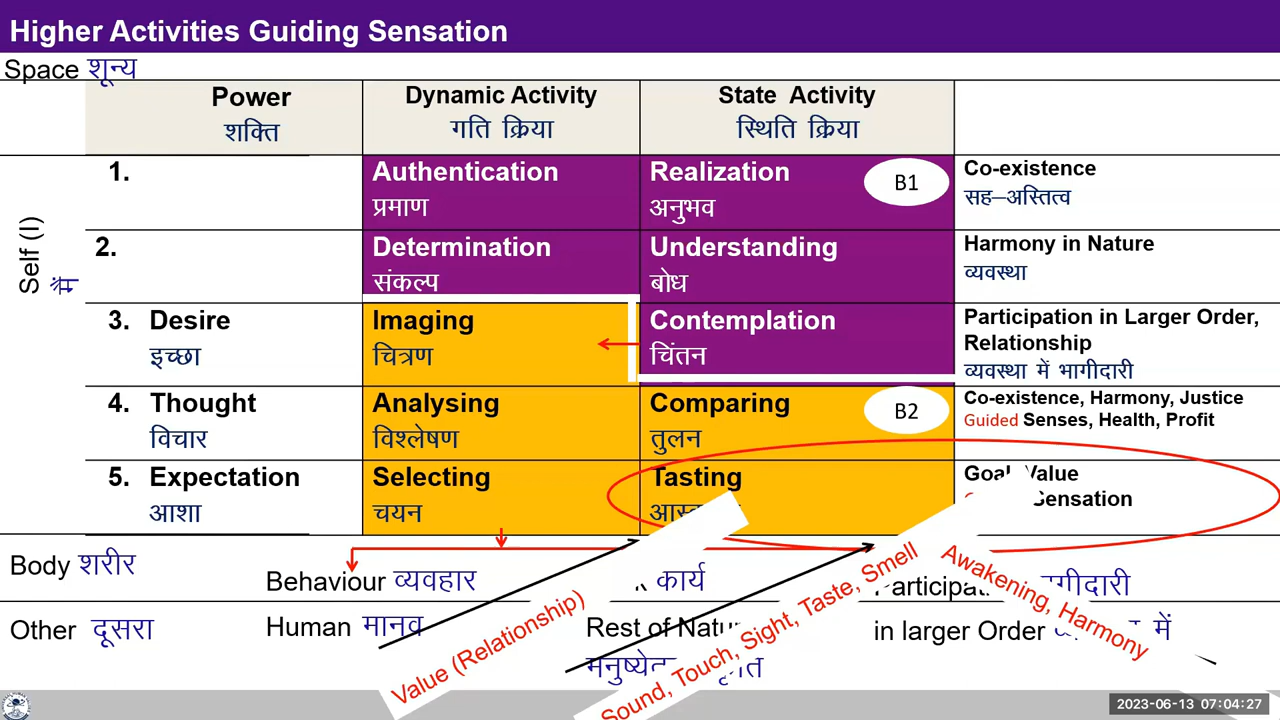 Higher Activities Guiding Sensation
Space शून्य
Power
शक्ति
Dynamic Activity
गति क्रिया
State Activity
स्थिति क्रिया
Self (I)
मैं
1.
Authentication
प्रमाण
Realization
अनुभव
B1
Co-existence
सह–अस्तित्व
2.
Determination
संकल्प
Understanding
बोध
Harmony in Nature
व्यवस्था
3. Desire
इच्छा
Imaging
चित्रण
Contemplation
चिंतन
Participation in Larger Order,
Relationship
व्यवस्था में भागीदारी
4. Thought
विचार
Analysing
विश्लेषण
Comparing
तुलन
B2
Co-existence, Harmony, Justice
Guided Senses, Health, Profit
5. Expectation
आशा
Selecting
चयन
Tasting
Goal, Value
Sensation
Body शरीर
Behaviour व्यवहार
कार्य
Other दूसरा
Human मानव
Rest of
in larger Order में
Value (Relationship)
Sound, Touch, Sight, Taste, Smell
Awakening, Harmony
2023-06-13 07:04:27